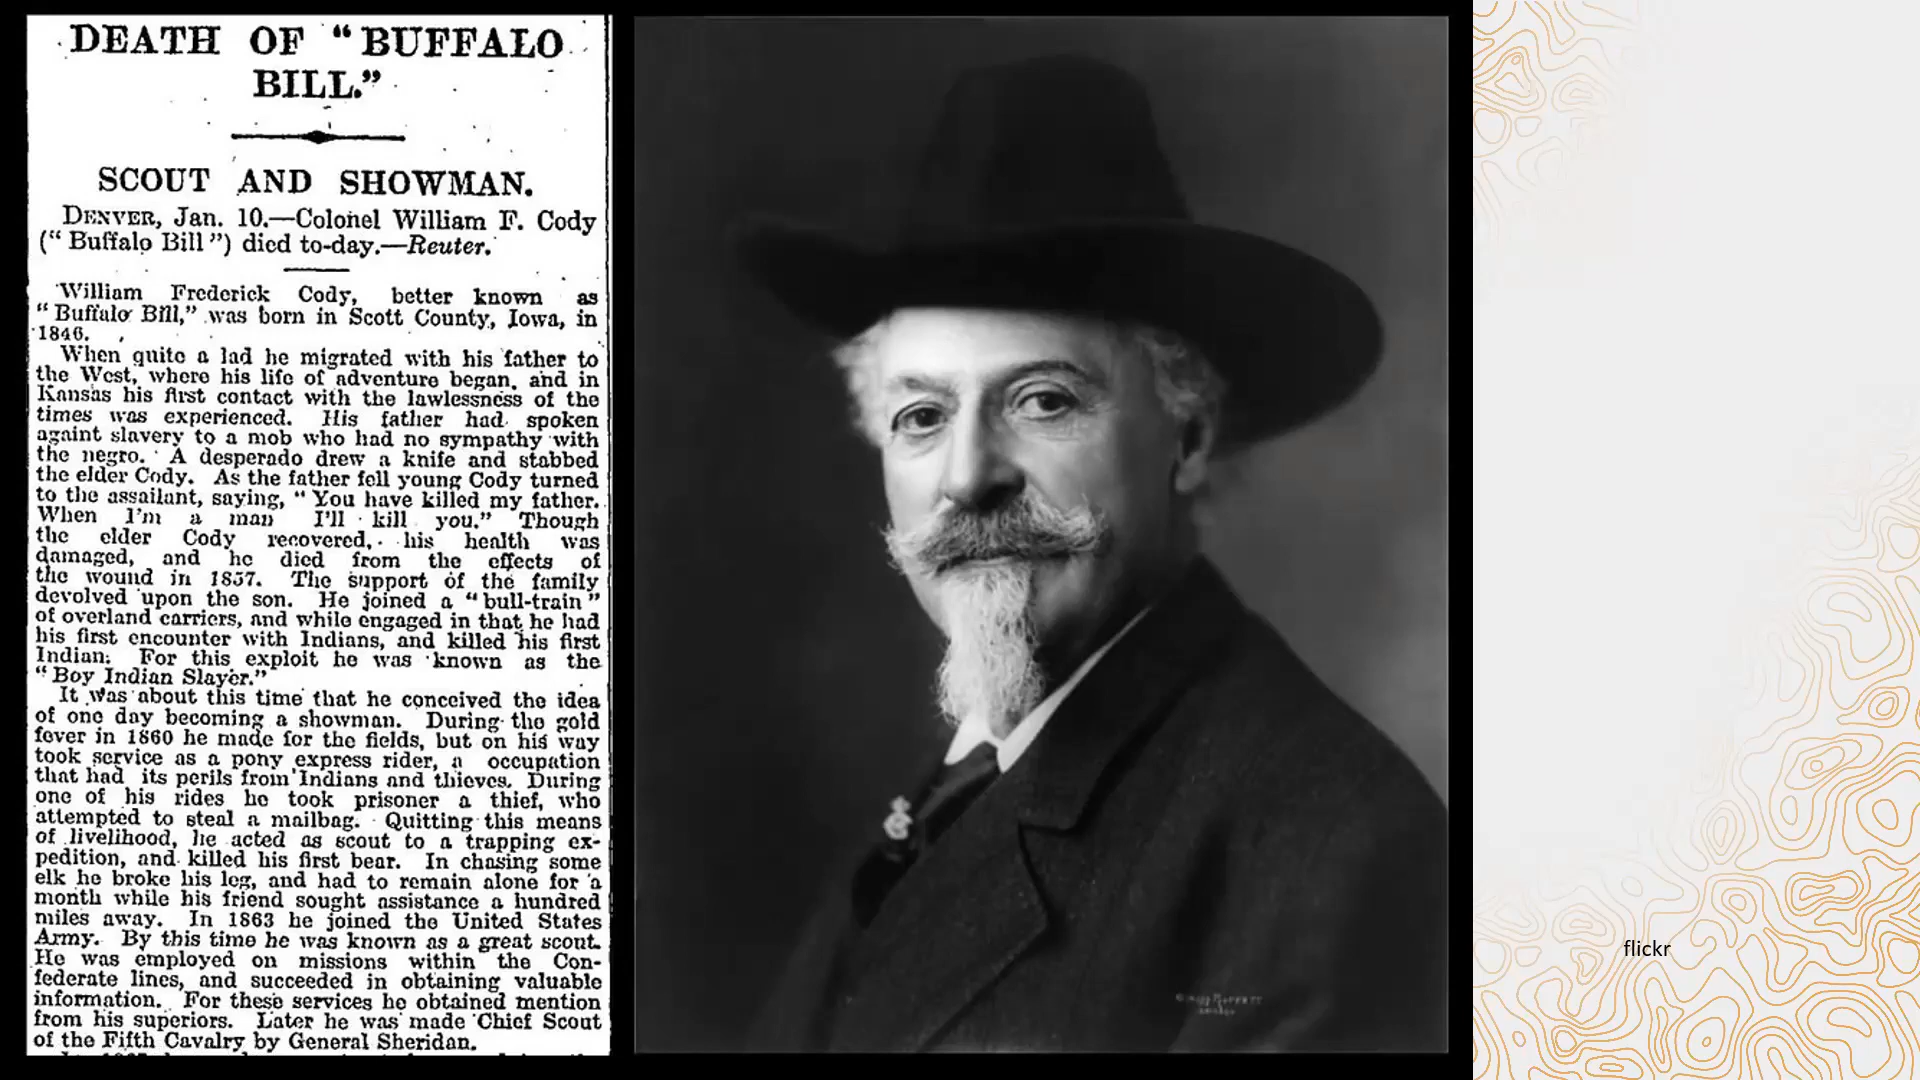 DEATH OF "BUFFALO
BILL."
SCOUT AND SHOWMAN.
DENVER, Jan. 10.—Colonel William F. Cody
("Buffalo Bill") died to-day.—Reuter.
William Frederick Cody, better known as
"Buffalo Bill," was born in Scott County, Iowa, in
1846.
When quite a lad he migrated with his father to
the West, where his life of adventure began, and in
Kansas his first contact with the lawlessness of the
times was experienced. His father had spoken
againt slavery to a mob who had no sympathy with
the negro. A desperado drew a knife and stabbed
the elder Cody. As the father fell young Cody turned
to the assailant, saying, "You have killed my father.
When I'm a man I'll kill you." Though
the elder Cody recovered, his health was
damaged, and he died from the effects of
the wound in 1857. The support of the family
devolved upon the son. He joined a "bull-train"
of overland carriers, and while engaged in that he had
his first encounter with Indians, and killed his first
Indian. For this exploit he was known as the
"Boy Indian Slayer."
It was about this time that he conceived the idea
of one day becoming a showman. During the gold
fever in 1860 he made for the fields, but on his way
took service as a pony express rider, a occupation
that had its perils from Indians and thieves. During
one of his rides he took prisoner a thief, who
attempted to steal a mailbag. Quitting this means
of livelihood, he acted as scout to a trapping ex-
pedition, and killed his first bear. In chasing some
elk he broke his leg, and had to remain alone for a
month while his friend sought assistance a hundred
miles away. In 1863 he joined the United States
Army. By this time he was known as a great scout.
He was employed on missions within the Con-
federate lines, and succeeded in obtaining valuable
information. For these services he obtained mention
from his superiors. Later he was made Chief Scout
of the Fifth Cavalry by General Sheridan.
flickr